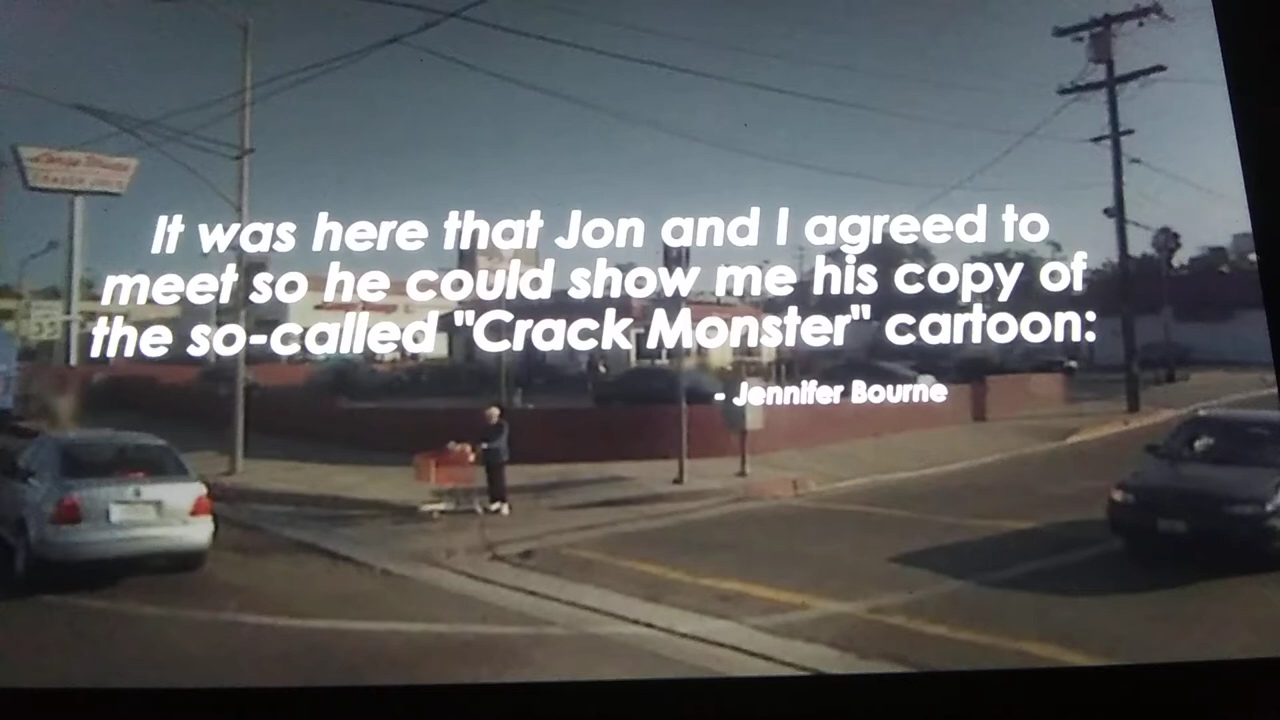 It was here that Jon and I agreed to
meet so he could show me his copy of
the so-called "Crack Monster" cartoon:
- Jennifer Bourne
35